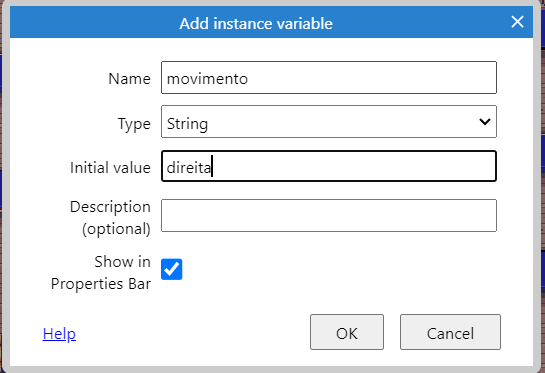 Add instance variable
Name movimento
Type String
Initial value direita
Description
(optional)
Show in
Properties Bar
Help OK Cancel